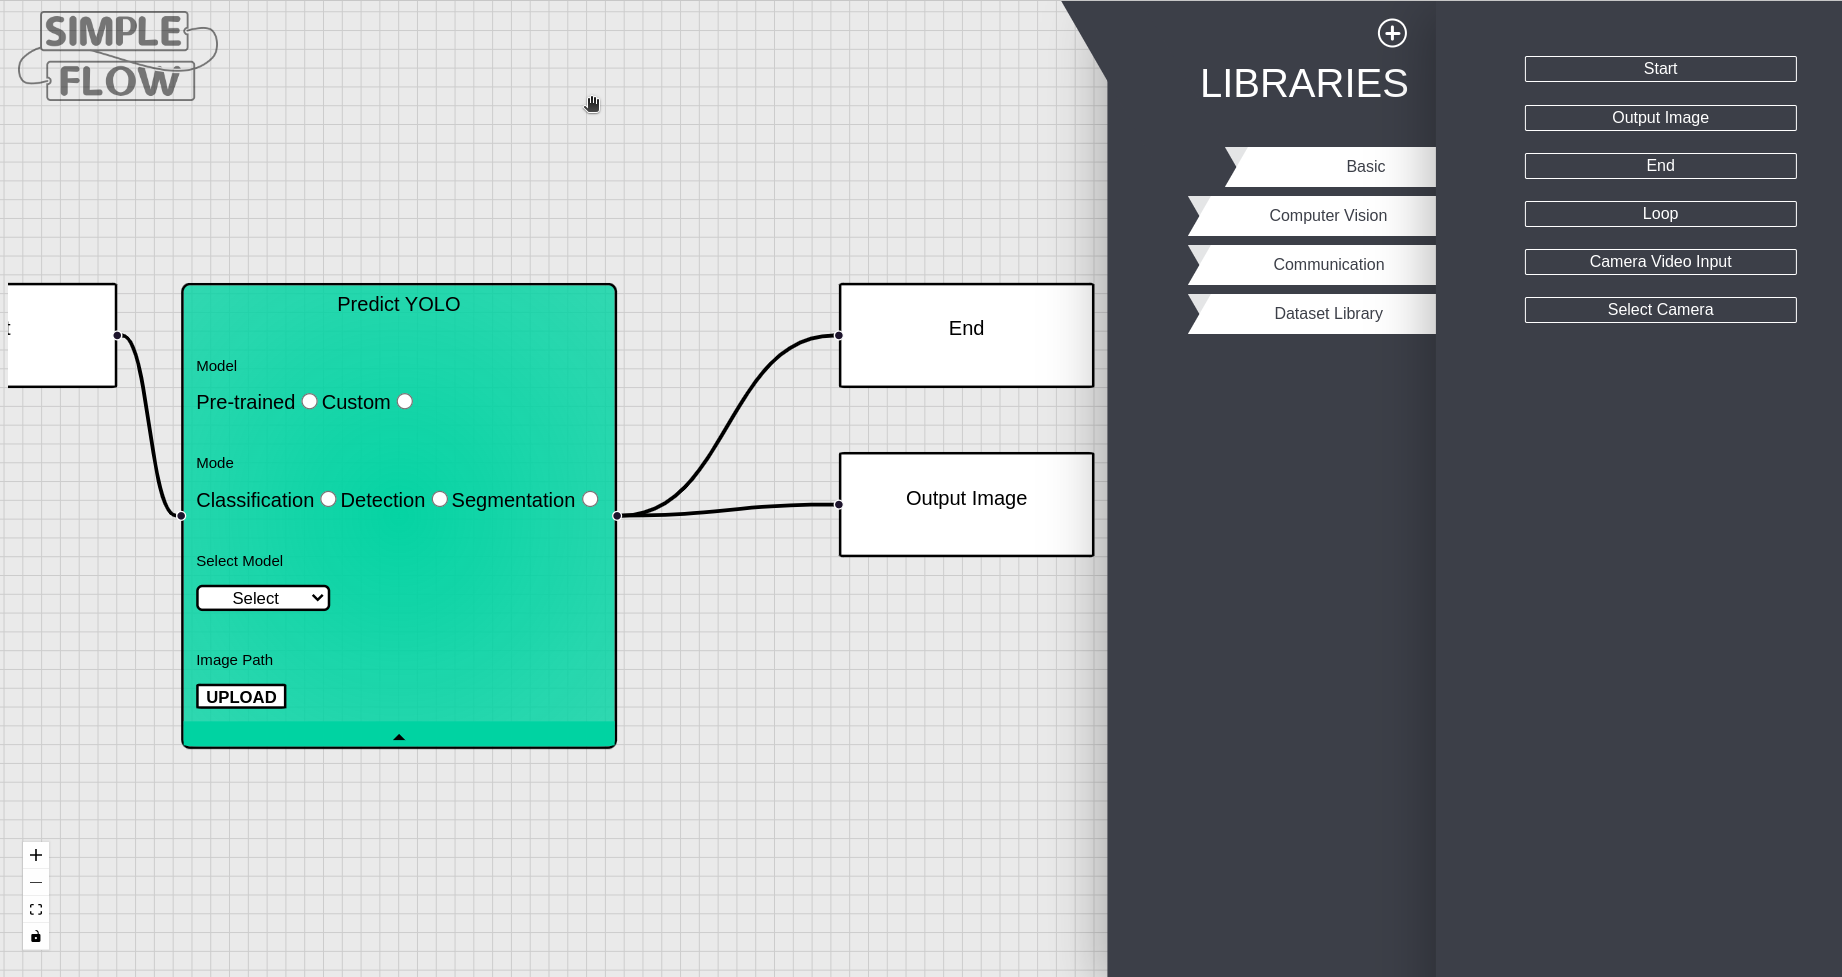 SIMPLE
FLOW
t
Predict YOLO
Model
Pre-trained Custom
Mode
Classification Detection Segmentation
Select Model
Select
Image Path
UPLOAD
End
Output Image
LIBRARIES
Basic
Computer Vision
Communication
Dataset Library
Start
Output Image
End
Loop
Camera Video Input
Select Camera